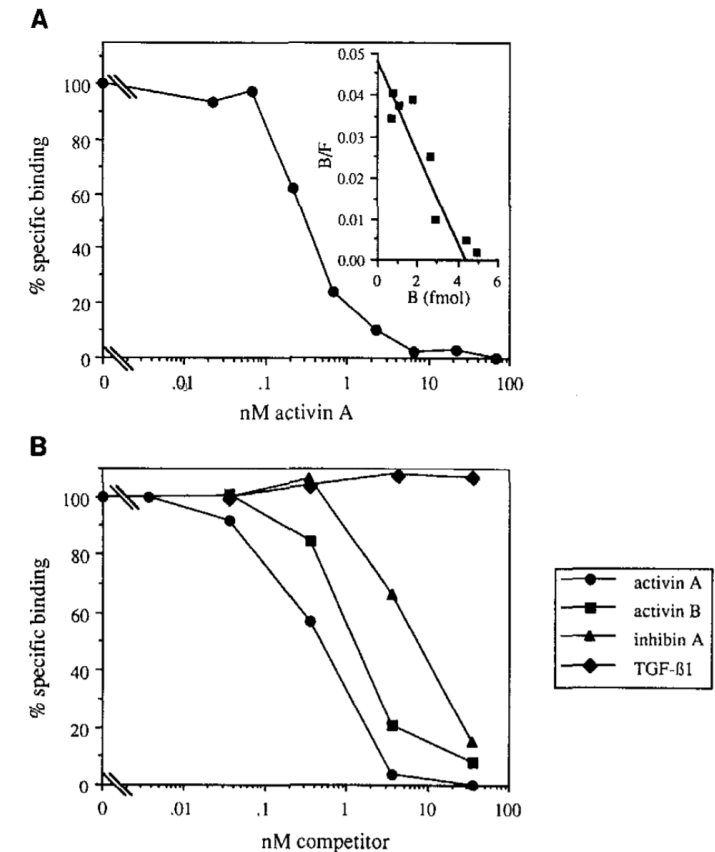 A
100
80
60
40
20
0
% specific binding
0 .01 .1 1 10 100
nM activin A
0.05
0.04
0.03
0.02
0.01
0.00
B/F
0 2 4 6
B (fmol)
B
100
80
60
40
20
0
% specific binding
0 .01 .1 1 10 100
nM competitor
activin A
activin B
inhibin A
TGF-ß1